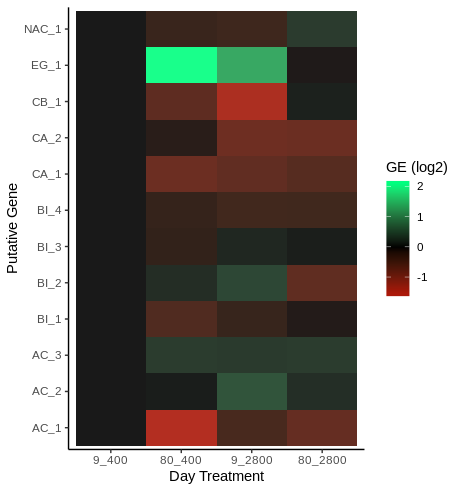 NAC_1
EG_1
CB_1
CA_2
CA_1
BI_4
BI_3
BI_2
BI_1
AC_3
AC_2
AC_1
Putative Gene
9_400 80_400 9_2800 80_2800
Day Treatment
GE (log2)
2
1
0
-1